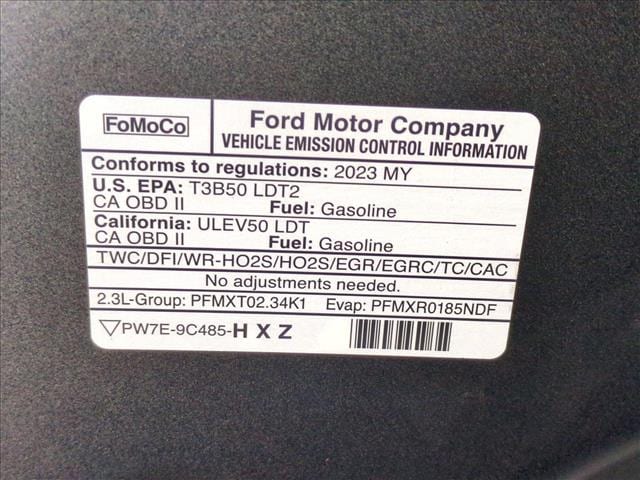 FoMoCo
Ford Motor Company
VEHICLE EMISSION CONTROL INFORMATION
Conforms to regulations: 2023 MY
U.S. EPA: T3B50 LDT2
CA OBD II Fuel: Gasoline
California: ULEV50 LDT
CA OBD II Fuel: Gasoline
TWC/DFI/WR-HO2S/HO2S/EGR/EGRC/TC/CAC
No adjustments needed.
2.3L-Group: PFMXT02.34K1 Evap: PFMXR0185NDF
PW7E-9C485-H X Z